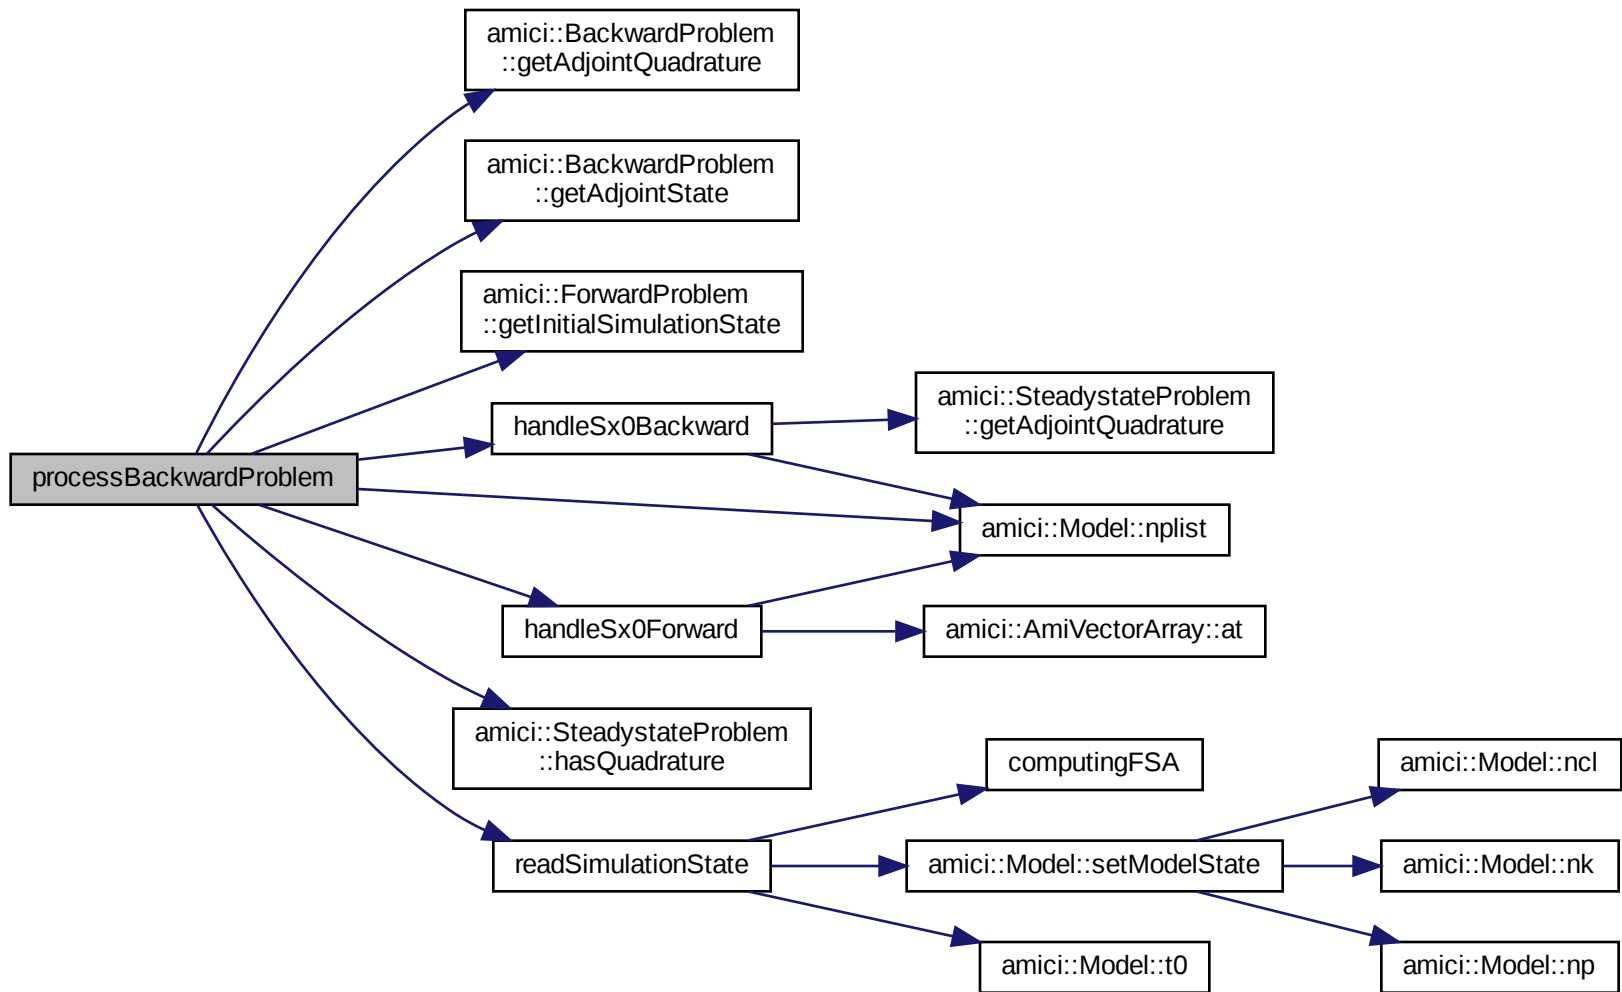 amici::BackwardProblem
::getAdjointQuadrature
amici::BackwardProblem
::getAdjointState
amici::ForwardProblem
::getInitialSimulationState
amici::SteadystateProblem
::getAdjointQuadrature
handleSx0Backward
processBackwardProblem
amici::Model::nplist
handleSx0Forward
amici::AmiVectorArray::at
amici::SteadystateProblem
::hasQuadrature
computingFSA
amici::Model::ncl
readSimulationState
amici::Model::setModelState
amici::Model::nk
amici::Model::t0
amici::Model::np